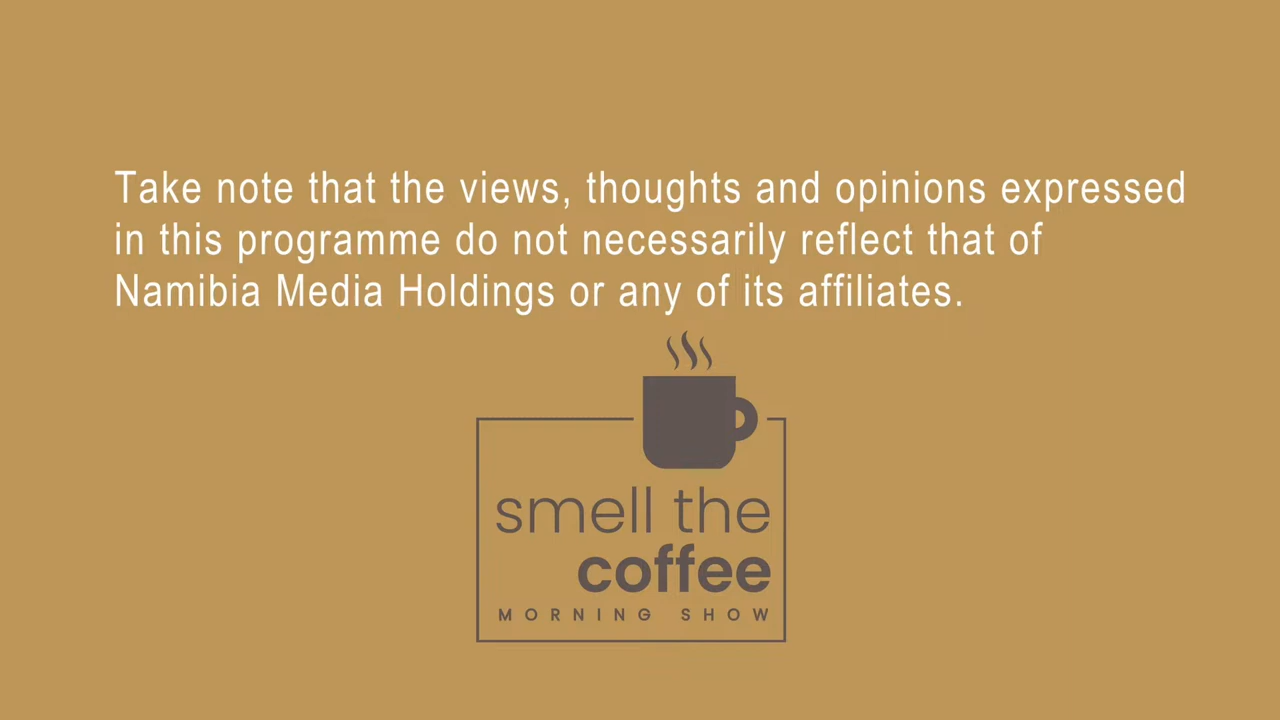 Take note that the views, thoughts and opinions expressed
in this programme do not necessarily reflect that of
Namibia Media Holdings or any of its affiliates.
smell the
coffee
MORNING SHOW